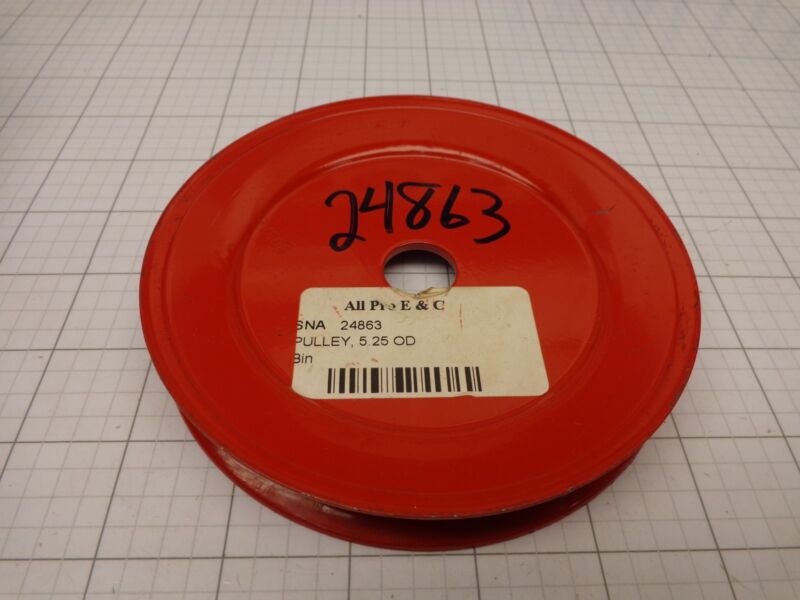 24863
All Pro E & C
SNA 24863
PULLEY, 5.25 OD
Bin